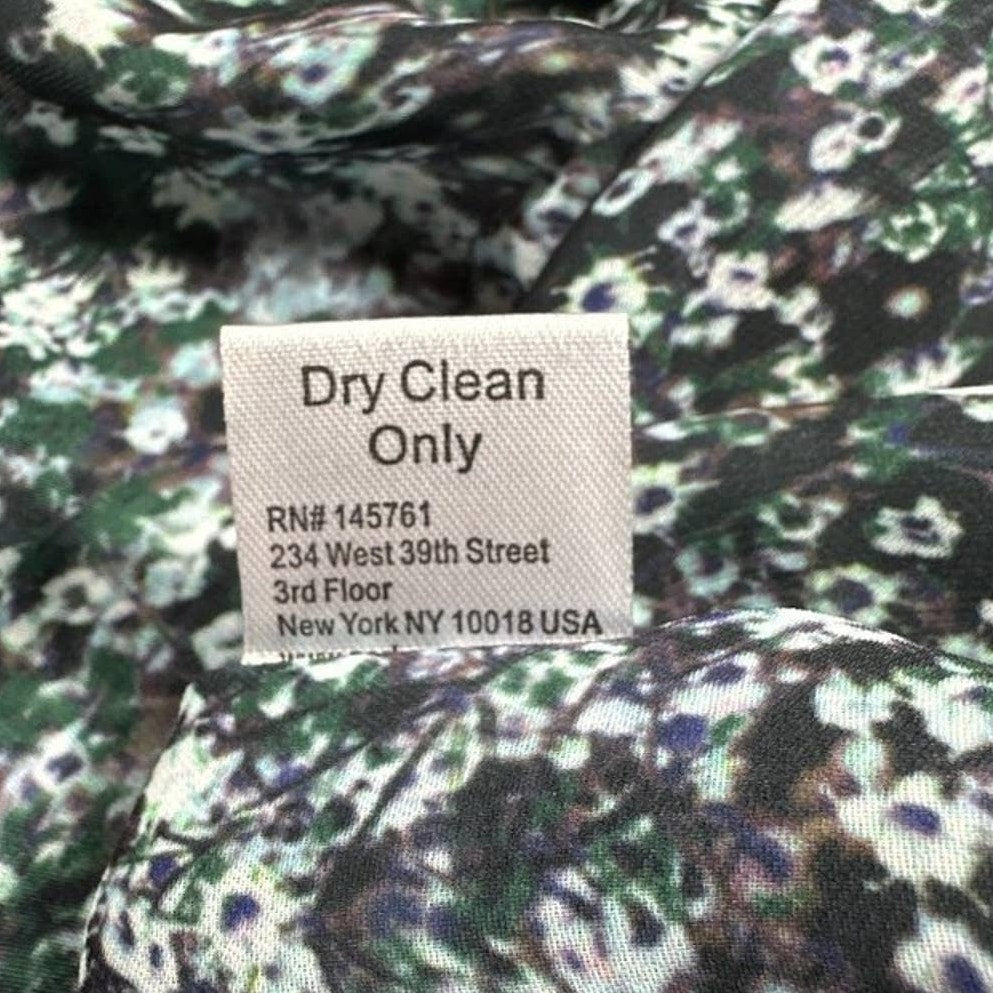 Dry Clean
Only
RN# 145761
234 West 39th Street
3rd Floor
New York NY 10018 USA